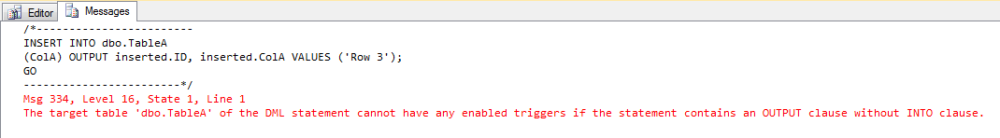 Editor Messages
/*------------------------
INSERT INTO dbo.TableA
(ColA) OUTPUT inserted.ID, inserted.ColA VALUES ('Row 3');
GO
------------------------*/
Msg 334, Level 16, State 1, Line 1
The target table 'dbo.TableA' of the DML statement cannot have any enabled triggers if the statement contains an OUTPUT clause without INTO clause.